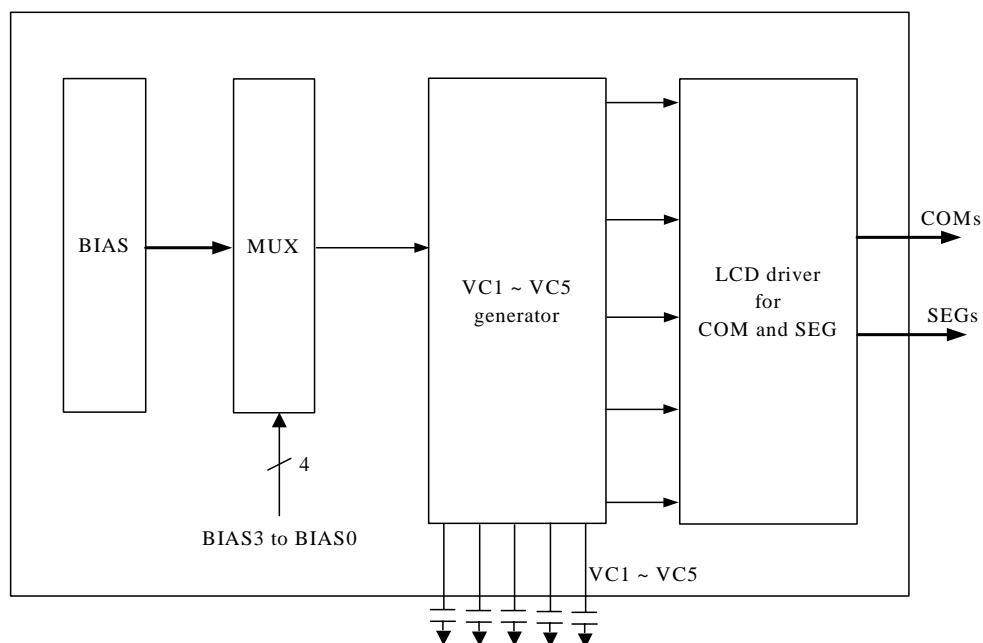 BIAS
MUX
VC1 ~ VC5
generator
LCD driver
for
COM and SEG
COMs
SEGs
4
BIAS3 to BIAS0
VC1 ~ VC5